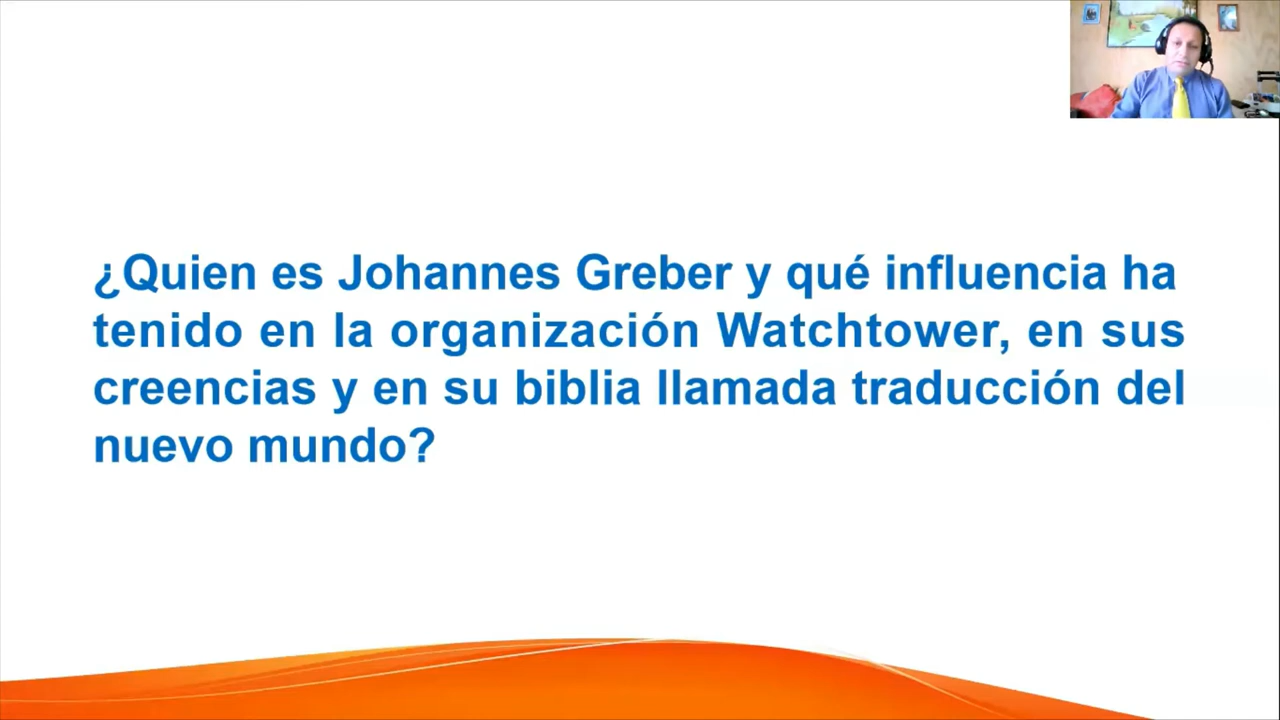 ¿Quien es Johannes Greber y qué influencia ha
tenido en la organización Watchtower, en sus
creencias y en su biblia llamada traducción del
nuevo mundo?